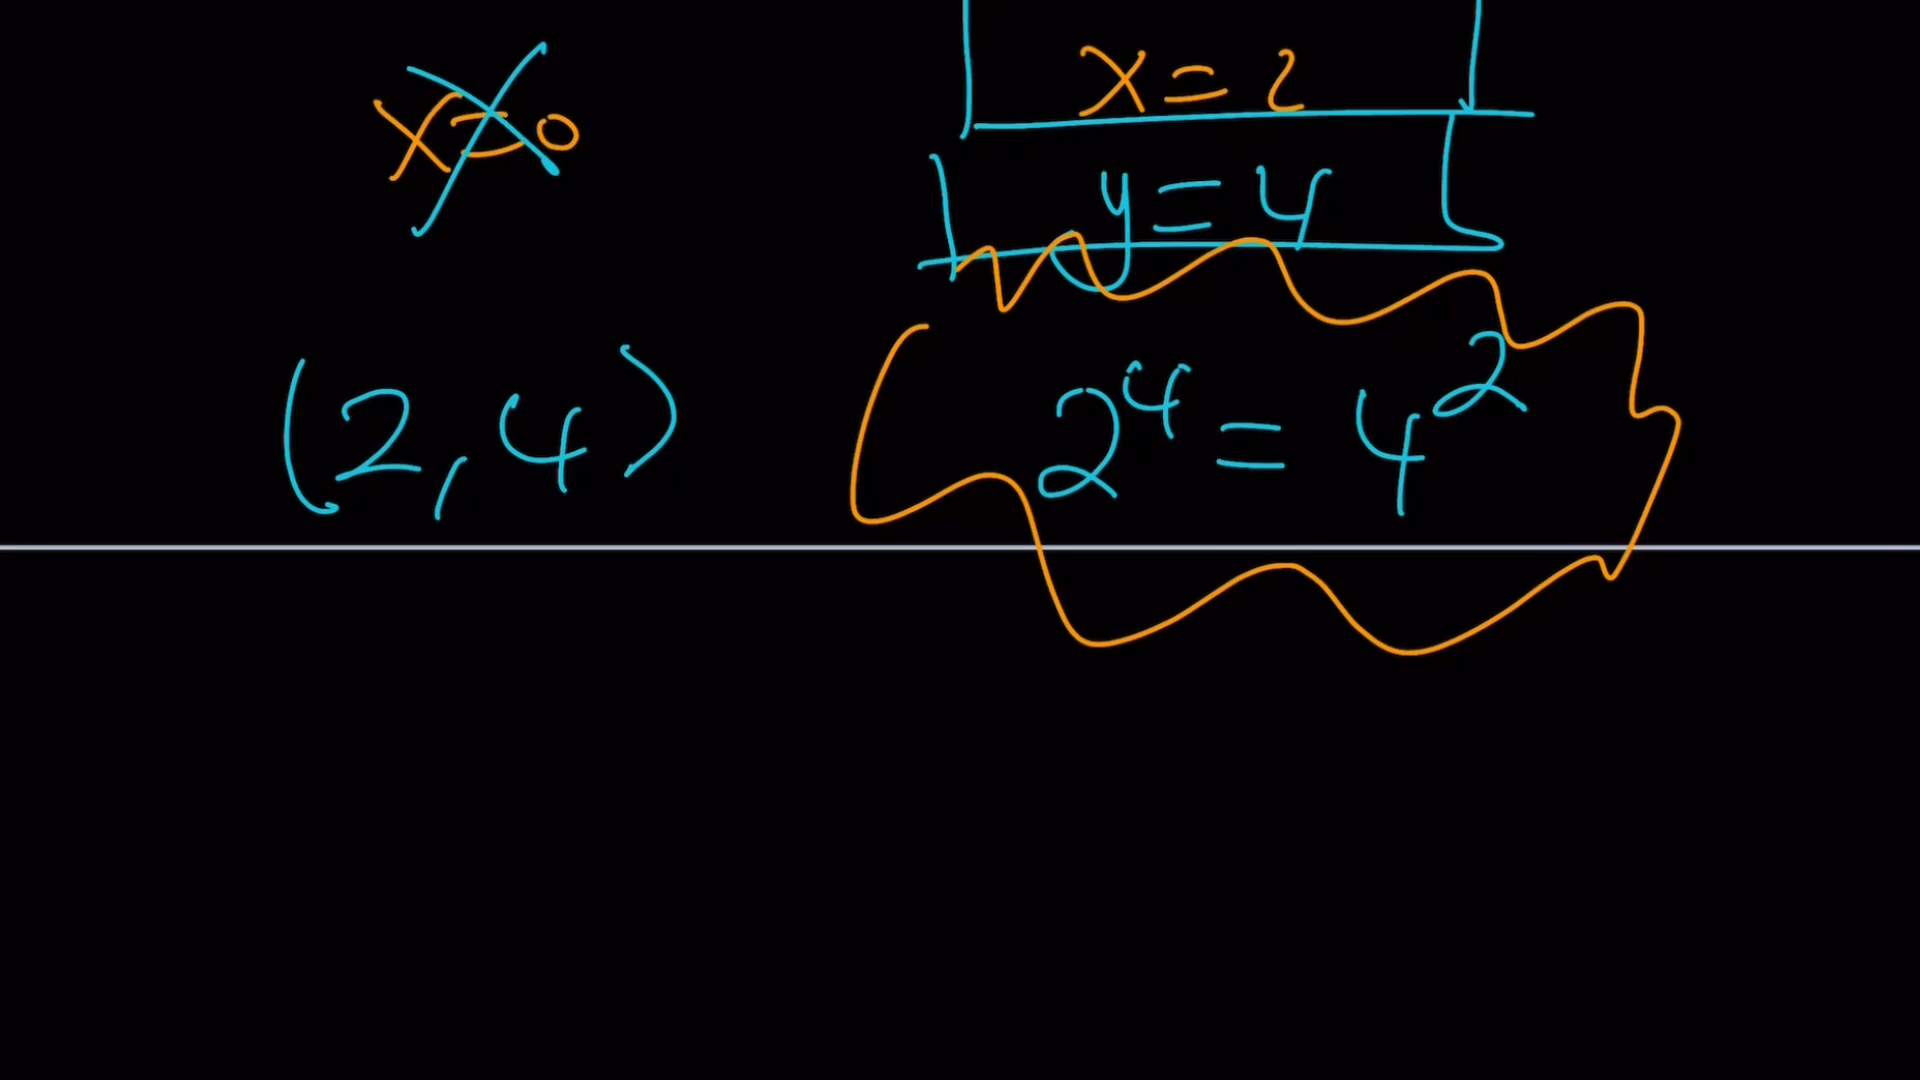 x=0
x=2
y=4
(2,4)
2⁴=4²